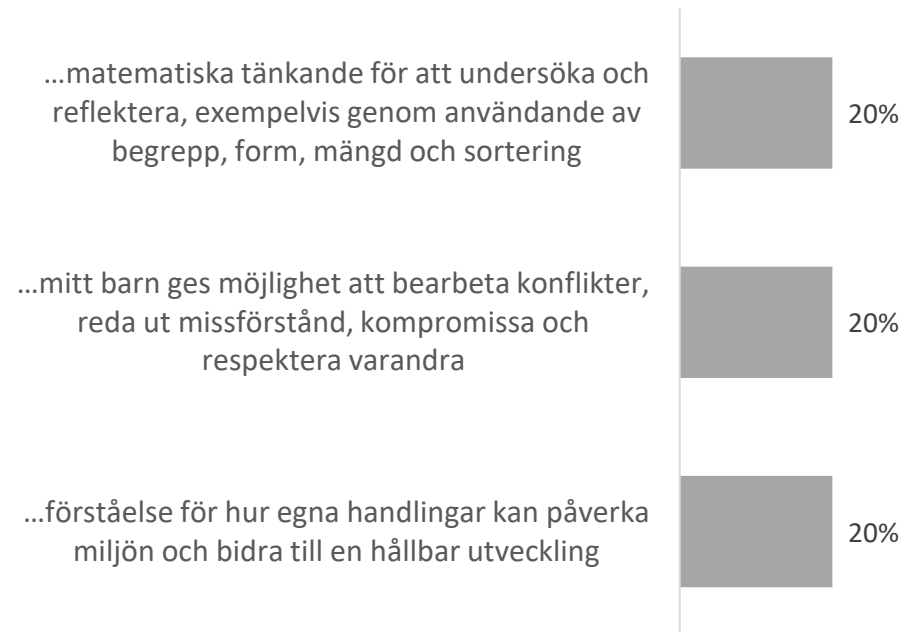 …matematiska tänkande för att undersöka och
reflektera, exempelvis genom användande av
begrepp, form, mängd och sortering
20%
…mitt barn ges möjlighet att bearbeta konflikter,
reda ut missförstånd, kompromissa och
respektera varandra
20%
…förståelse för hur egna handlingar kan påverka
miljön och bidra till en hållbar utveckling
20%